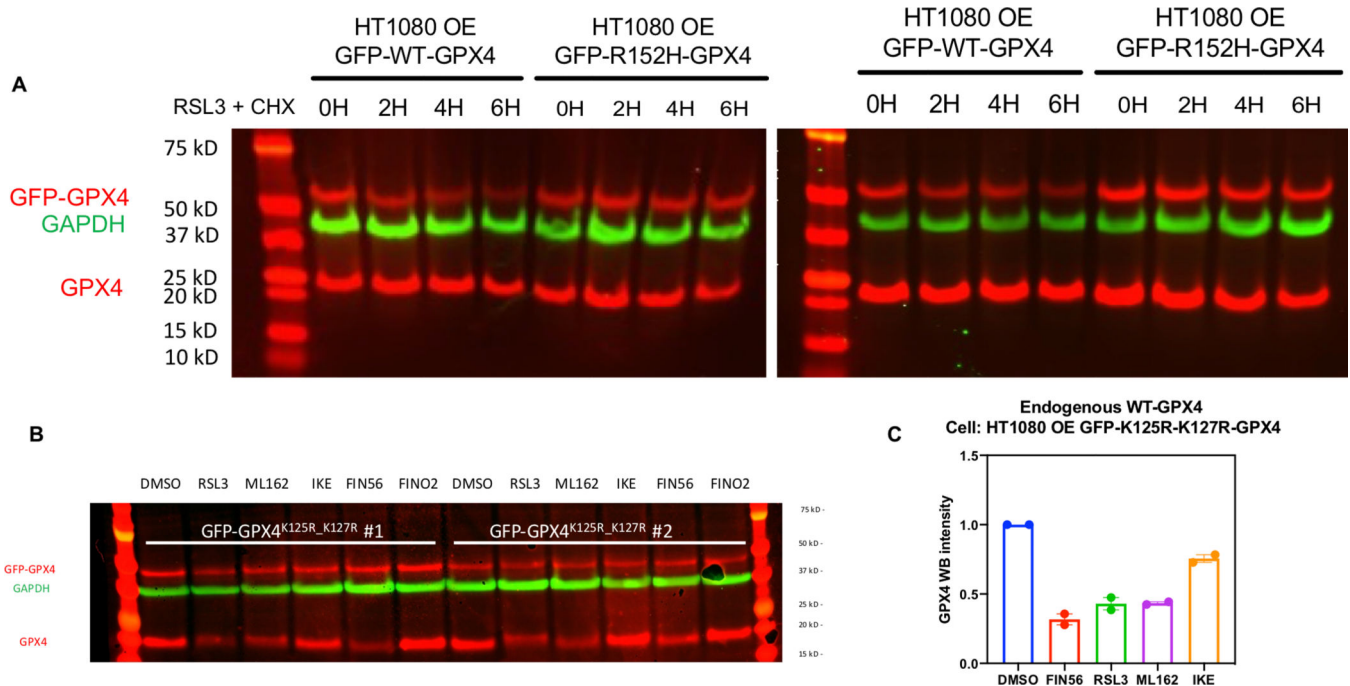 HT1080 OE
GFP-WT-GPX4
HT1080 OE
GFP-R152H-GPX4
HT1080 OE
GFP-WT-GPX4
HT1080 OE
GFP-R152H-GPX4
A
RSL3 + CHX 0H 2H 4H 6H 0H 2H 4H 6H 0H 2H 4H 6H 0H 2H 4H 6H
75 kD
GFP-GPX4
50 kD
GAPDH
37 kD
25 kD
GPX4
20 kD
15 kD
10 kD
B
DMSO RSL3 ML162 IKE FIN56 FINO2 DMSO RSL3 ML162 IKE FIN56 FINO2
GFP-GPX4K125R_K127R #1 GFP-GPX4K125R_K127R #2
75 kD -
50 kD -
GFP-GPX4
37 kD -
GAPDH
25 kD -
20 kD -
GPX4
15 kD -
C
Endogenous WT-GPX4
Cell: HT1080 OE GFP-K125R-K127R-GPX4
GPX4 WB intensity
1.5
1.0
0.5
0.0
DMSO FIN56 RSL3 ML162 IKE